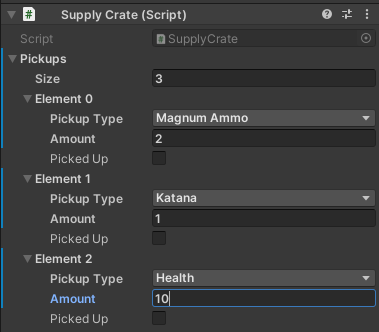 Supply Crate (Script)
Script SupplyCrate
Pickups
Size 3
Element 0
Pickup Type Magnum Ammo
Amount 2
Picked Up
Element 1
Pickup Type Katana
Amount 1
Picked Up
Element 2
Pickup Type Health
Amount 10
Picked Up